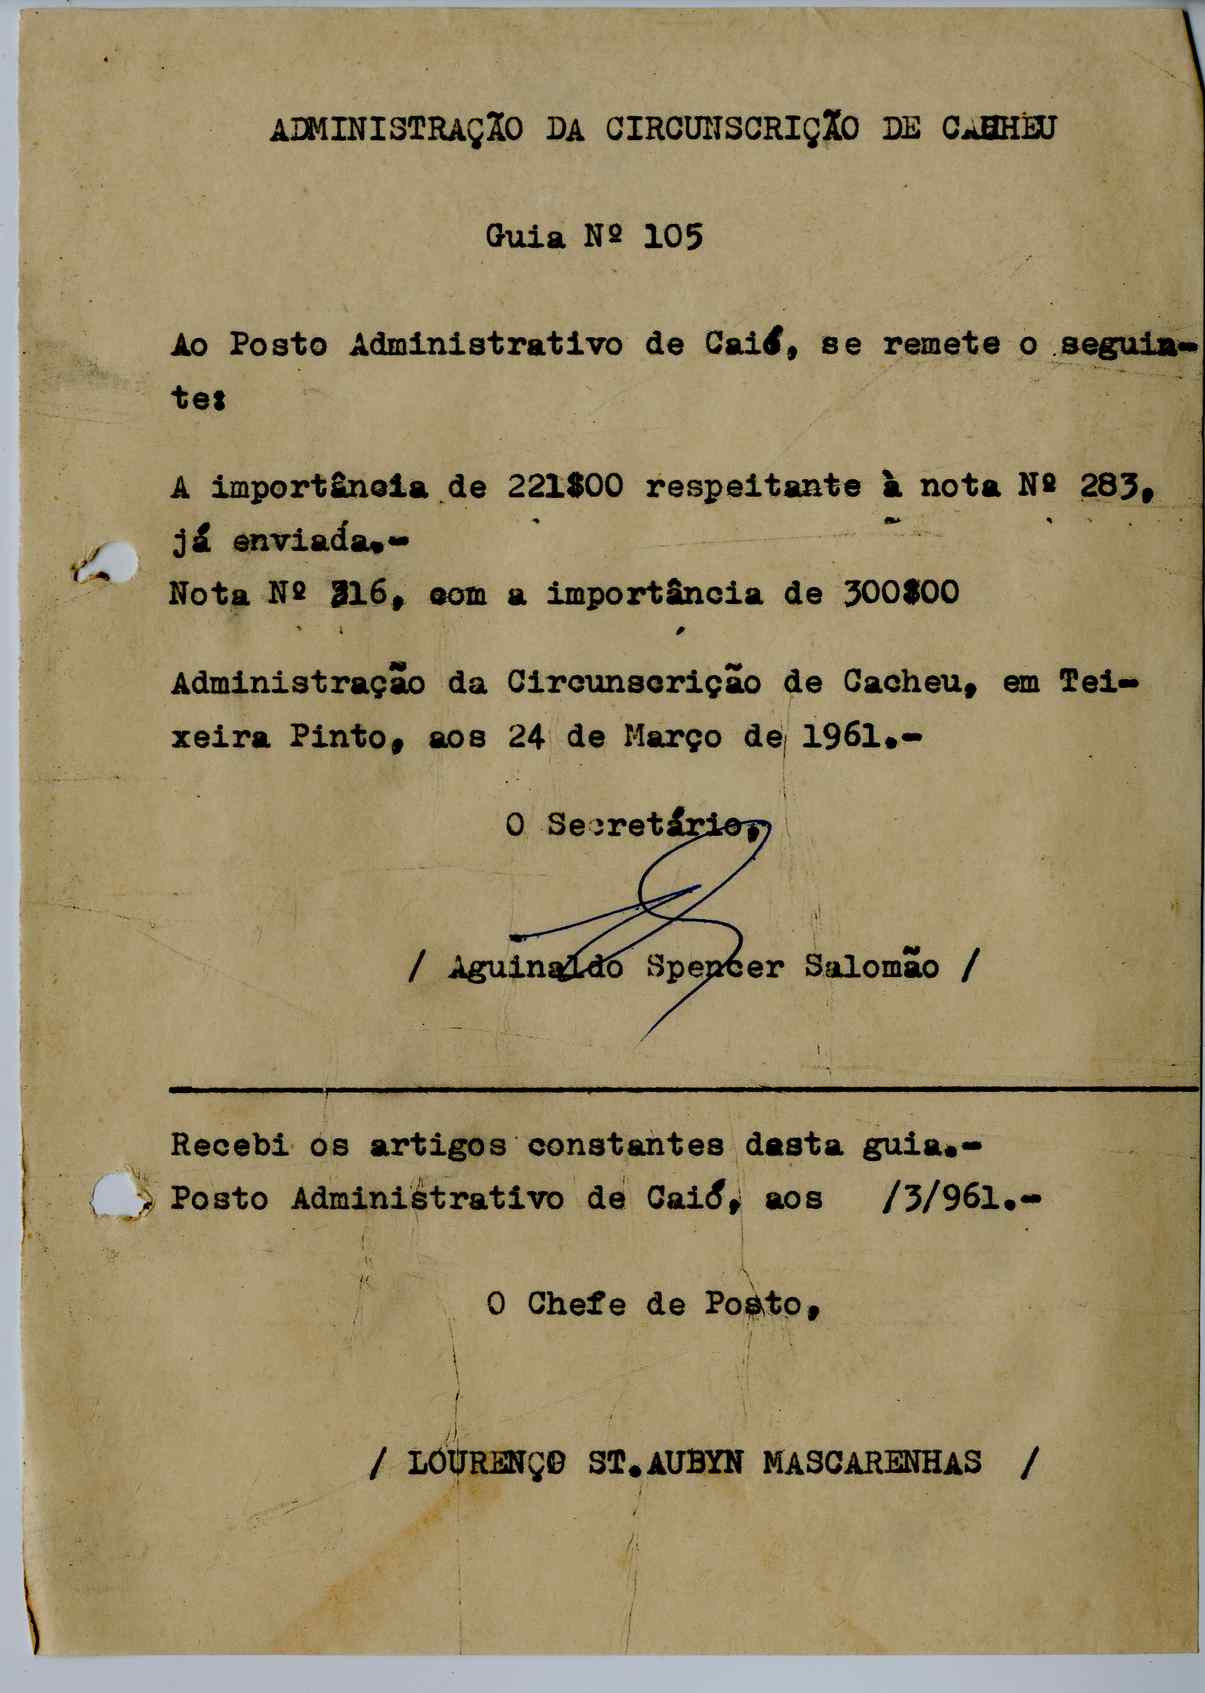 ADMINISTRAÇÃO DA CIRCUNSCRIÇÃO DE CACHEU
Guia Nº 105
Ao Posto Administrativo de Caió, se remete o seguin-
te:
A importância de 221$00 respeitante à nota Nº 283,
já enviada.-
Nota Nº 316, com a importância de 300$00
Administração da Circunscrição de Cacheu, em Tei-
xeira Pinto, aos 24 de Março de 1961.-
O Secretário,
/ Aguinaldo Spencer Salomão /
Recebi os artigos constantes desta guia.-
Posto Administrativo de Caió, aos /3/961.-
O Chefe de Posto,
/ LOURENÇO ST.AUBYN MASCARENHAS /